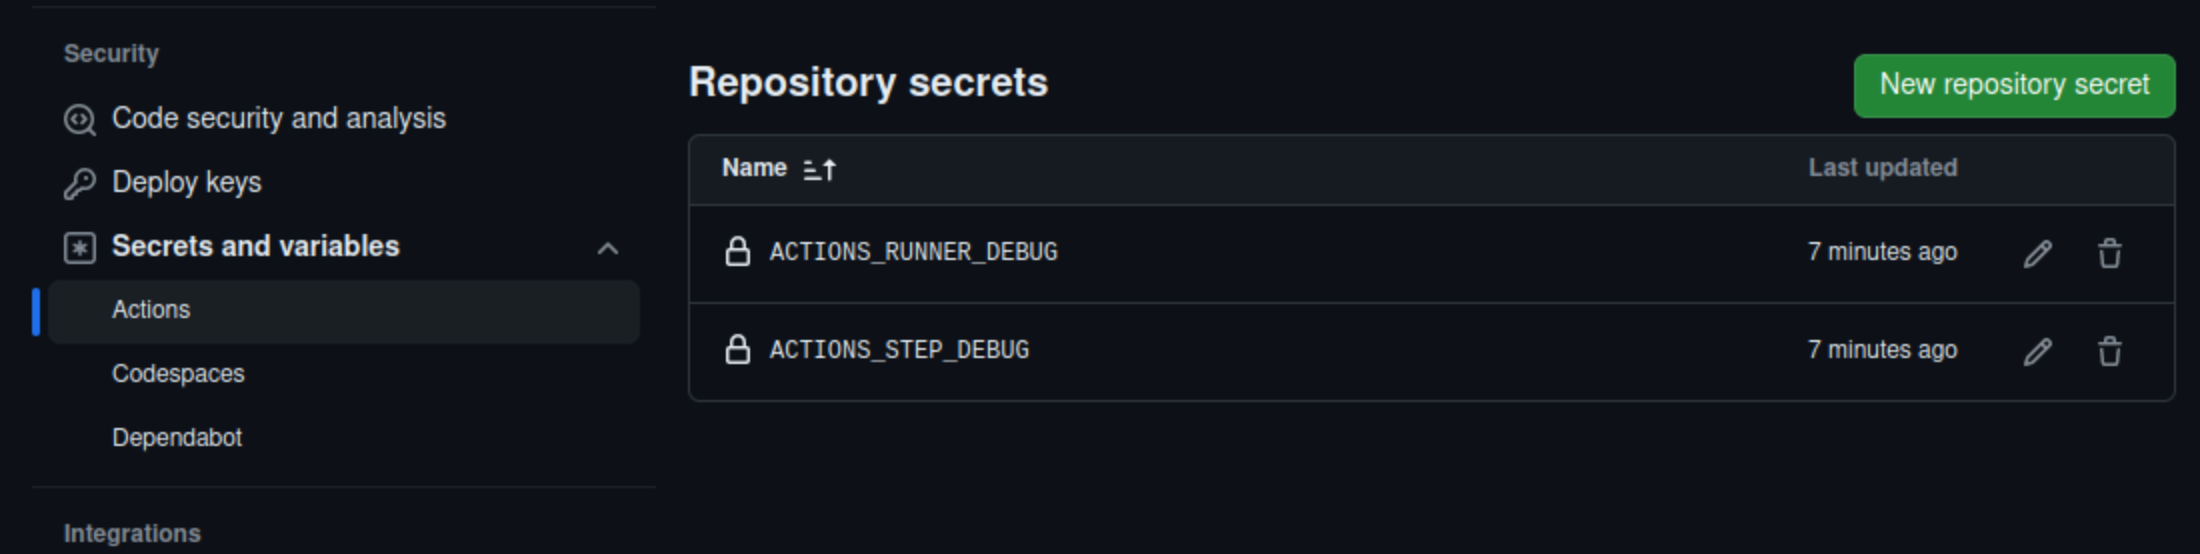 Security
Code security and analysis
Deploy keys
Secrets and variables
Actions
Codespaces
Dependabot
Integrations
Repository secrets
New repository secret
Name Last updated
ACTIONS_RUNNER_DEBUG 7 minutes ago
ACTIONS_STEP_DEBUG 7 minutes ago